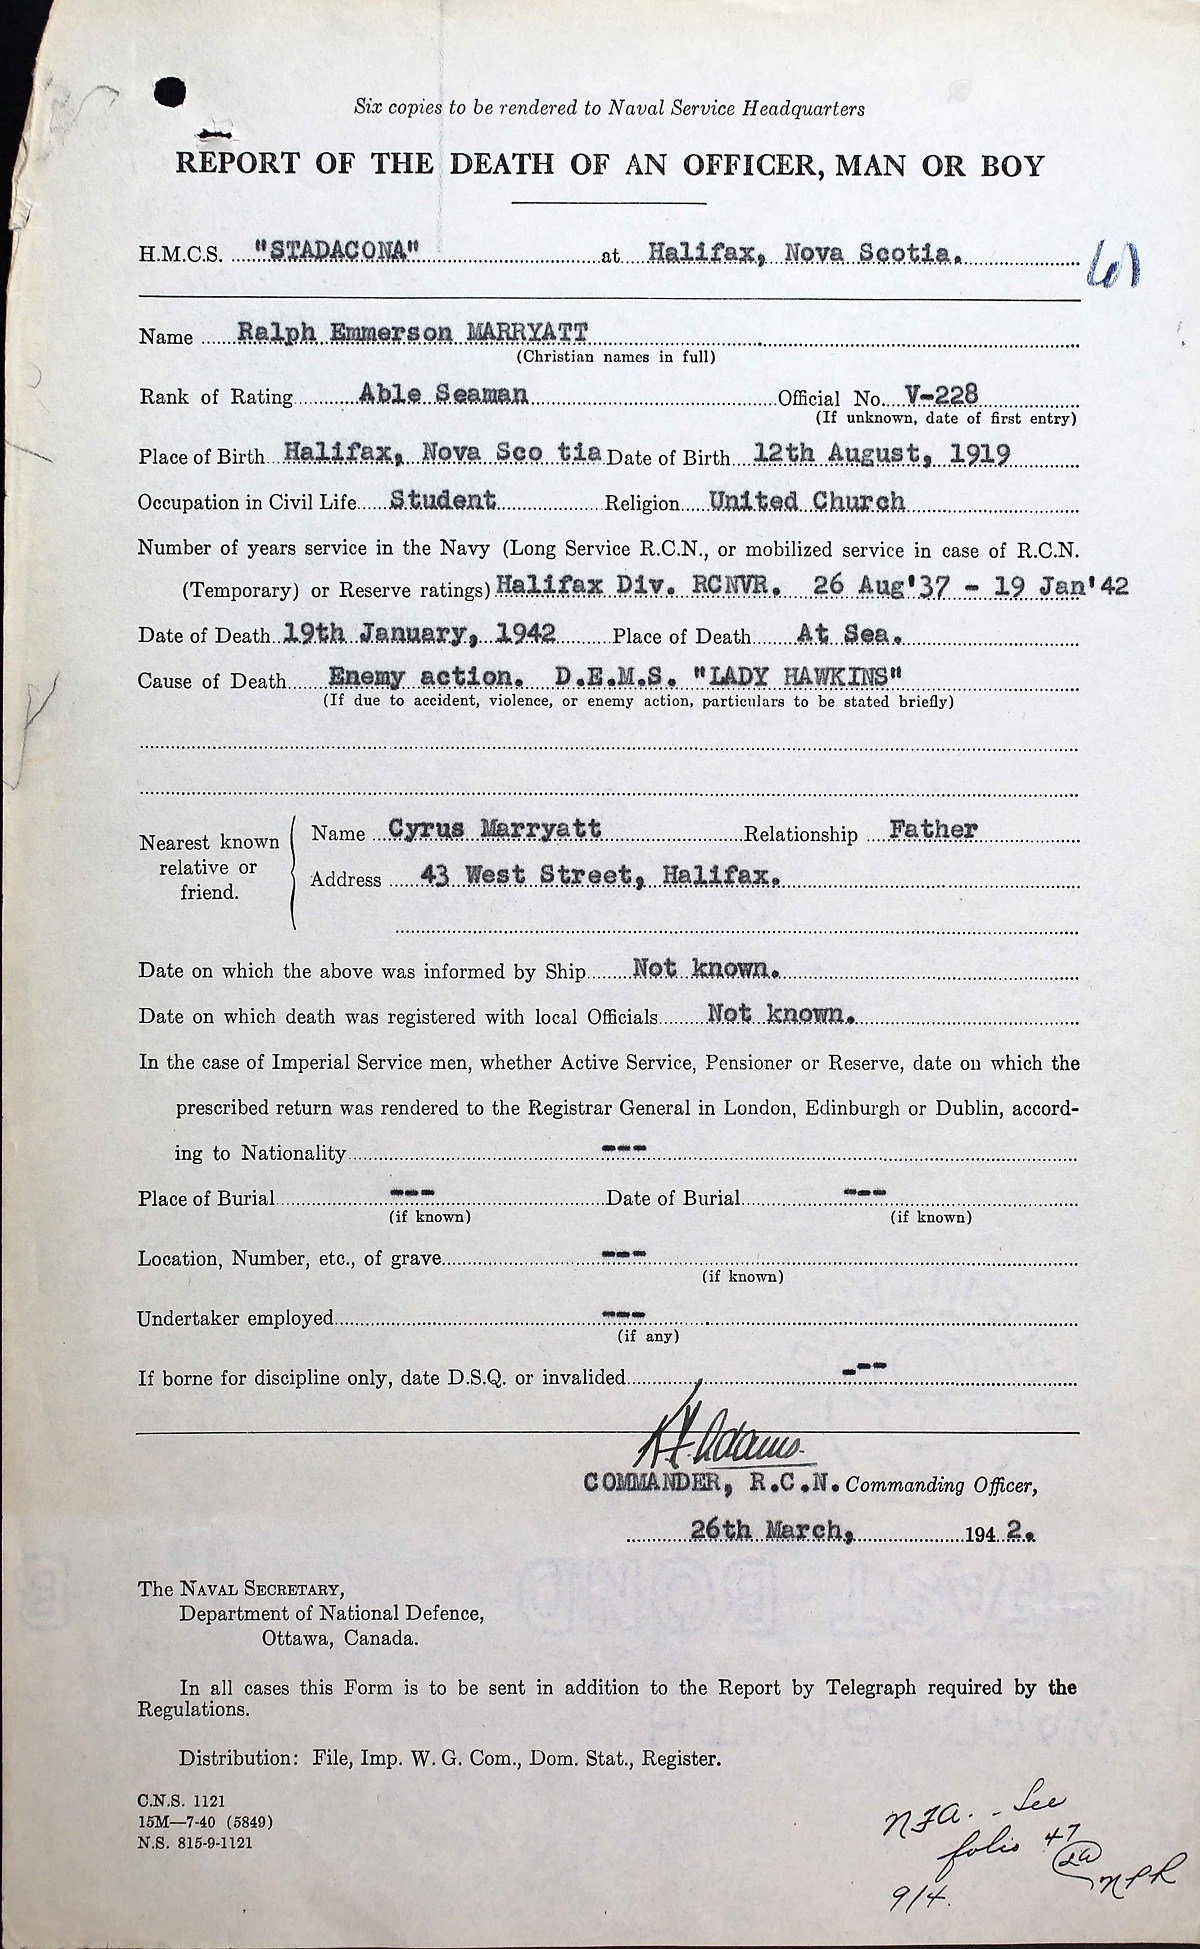 Six copies to be rendered to Naval Service Headquarters
REPORT OF THE DEATH OF AN OFFICER, MAN OR BOY
H.M.C.S. "STADACONA" at Halifax, Nova Scotia.
61
Name Ralph Emmerson MARRYATT
(Christian names in full)
Rank of Rating Able Seaman Official No. V-228
(If unknown, date of first entry)
Place of Birth Halifax, Nova Sco tia Date of Birth 12th August, 1919
Occupation in Civil Life Student Religion United Church
Number of years service in the Navy (Long Service R.C.N., or mobilized service in case of R.C.N.
(Temporary) or Reserve ratings) Halifax Div. RCNVR. 26 Aug'37 - 19 Jan'42
Date of Death 19th January, 1942 Place of Death At Sea.
Cause of Death Enemy action. D.E.M.S. "LADY HAWKINS"
(If due to accident, violence, or enemy action, particulars to be stated briefly)
Nearest known relative or friend.
Name Cyrus Marryatt Relationship Father
Address 43 West Street, Halifax.
Date on which the above was informed by Ship Not known.
Date on which death was registered with local Officials Not known.
In the case of Imperial Service men, whether Active Service, Pensioner or Reserve, date on which the
prescribed return was rendered to the Registrar General in London, Edinburgh or Dublin, accord-
ing to Nationality ---
Place of Burial --- Date of Burial ---
(if known) (if known)
Location, Number, etc., of grave ---
(if known)
Undertaker employed ---
(if any)
If borne for discipline only, date D.S.Q. or invalided ---
K.F. Adams
COMMANDER, R.C.N. Commanding Officer,
26th March, 194 2.
The NAVAL SECRETARY,
Department of National Defence,
Ottawa, Canada.
In all cases this Form is to be sent in addition to the Report by Telegraph required by the
Regulations.
Distribution: File, Imp. W. G. Com., Dom. Stat., Register.
C.N.S. 1121
15M—7-40 (5849)
N.S. 815-9-1121
NFA. - See
folio 47
NPR
9/4.